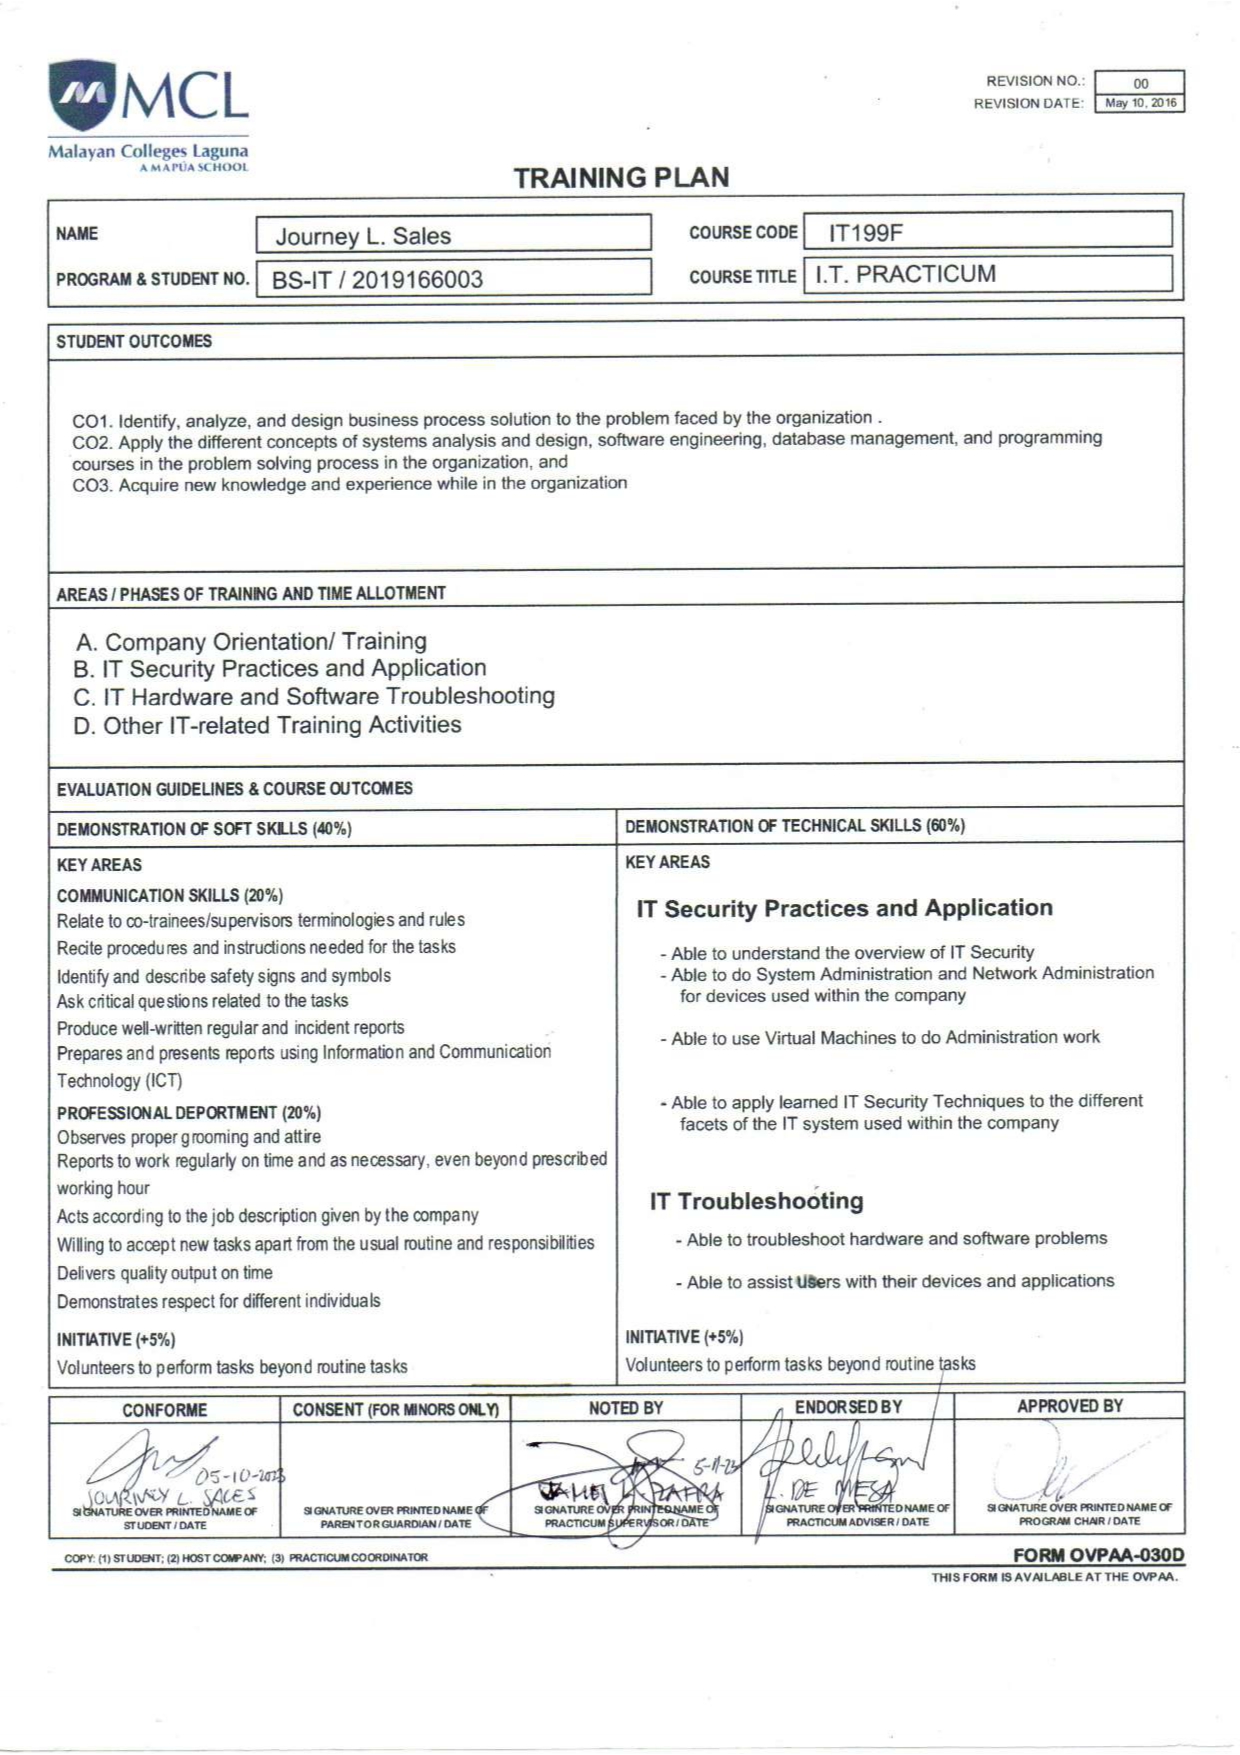 MCL
Malayan Colleges Laguna
A MAPÚA SCHOOL
REVISION NO.: 00
REVISION DATE: May 10, 2016
TRAINING PLAN
NAME Journey L. Sales COURSE CODE IT199F
PROGRAM & STUDENT NO. BS-IT / 2019166003 COURSE TITLE I.T. PRACTICUM
STUDENT OUTCOMES
CO1. Identify, analyze, and design business process solution to the problem faced by the organization .
CO2. Apply the different concepts of systems analysis and design, software engineering, database management, and programming
courses in the problem solving process in the organization, and
CO3. Acquire new knowledge and experience while in the organization
AREAS / PHASES OF TRAINING AND TIME ALLOTMENT
A. Company Orientation/ Training
B. IT Security Practices and Application
C. IT Hardware and Software Troubleshooting
D. Other IT-related Training Activities
EVALUATION GUIDELINES & COURSE OUTCOMES
DEMONSTRATION OF SOFT SKILLS (40%)
KEY AREAS
COMMUNICATION SKILLS (20%)
Relate to co-trainees/supervisors terminologies and rules
Recite procedures and instructions needed for the tasks
Identify and describe safety signs and symbols
Ask critical questions related to the tasks
Produce well-written regular and incident reports
Prepares and presents reports using Information and Communication
Technology (ICT)
PROFESSIONAL DEPORTMENT (20%)
Observes proper grooming and attire
Reports to work regularly on time and as necessary, even beyond prescribed
working hour
Acts according to the job description given by the company
Willing to accept new tasks apart from the usual routine and responsibilities
Delivers quality output on time
Demonstrates respect for different individuals
INITIATIVE (+5%)
Volunteers to perform tasks beyond routine tasks
DEMONSTRATION OF TECHNICAL SKILLS (60%)
KEY AREAS
IT Security Practices and Application
- Able to understand the overview of IT Security
- Able to do System Administration and Network Administration
for devices used within the company
- Able to use Virtual Machines to do Administration work
- Able to apply learned IT Security Techniques to the different
facets of the IT system used within the company
IT Troubleshooting
- Able to troubleshoot hardware and software problems
- Able to assist users with their devices and applications
INITIATIVE (+5%)
Volunteers to perform tasks beyond routine tasks
CONFORME
05-10-2023
JOURNEY L. SALES
SIGNATURE OVER PRINTED NAME OF
STUDENT / DATE
CONSENT (FOR MINORS ONLY)
SIGNATURE OVER PRINTED NAME OF
PARENT OR GUARDIAN / DATE
NOTED BY
5-11-23
ZAFRA
SIGNATURE OVER PRINTED NAME OF
PRACTICUM SUPERVISOR / DATE
ENDORSED BY
L. DE MESA
SIGNATURE OVER PRINTED NAME OF
PRACTICUM ADVISER / DATE
APPROVED BY
SIGNATURE OVER PRINTED NAME OF
PROGRAM CHAIR / DATE
COPY: (1) STUDENT; (2) HOST COMPANY; (3) PRACTICUM COORDINATOR
FORM OVPAA-030D
THIS FORM IS AVAILABLE AT THE OVPAA.